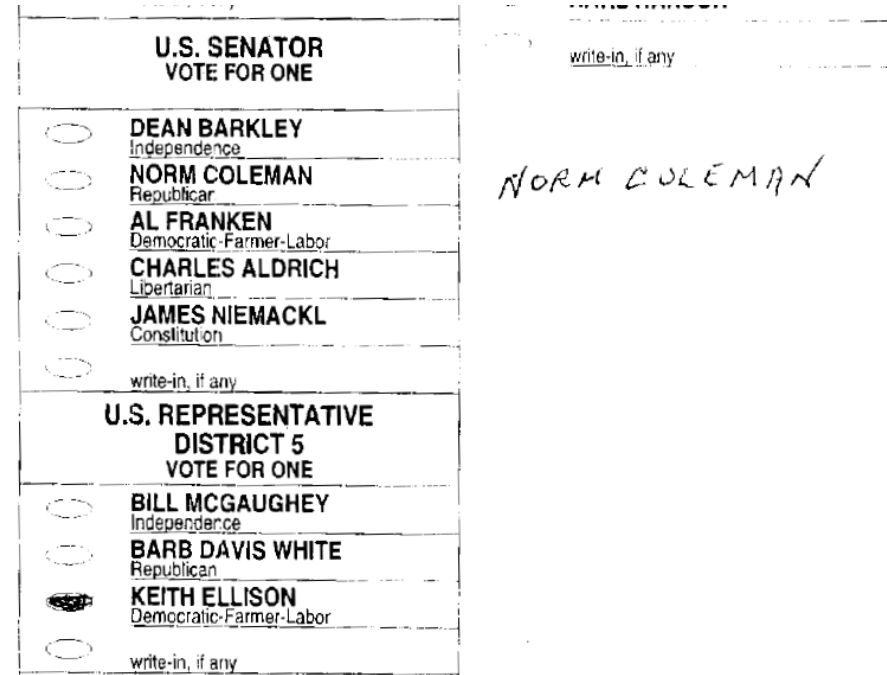 U.S. SENATOR
VOTE FOR ONE
DEAN BARKLEY
Independence
NORM COLEMAN
Republican
AL FRANKEN
Democratic-Farmer-Labor
CHARLES ALDRICH
Libertarian
JAMES NIEMACKL
Constitution
write-in, if any
U.S. REPRESENTATIVE
DISTRICT 5
VOTE FOR ONE
BILL MCGAUGHEY
Independence
BARB DAVIS WHITE
Republican
KEITH ELLISON
Democratic-Farmer-Labor
write-in, if any
write-in, if any
NORM COLEMAN